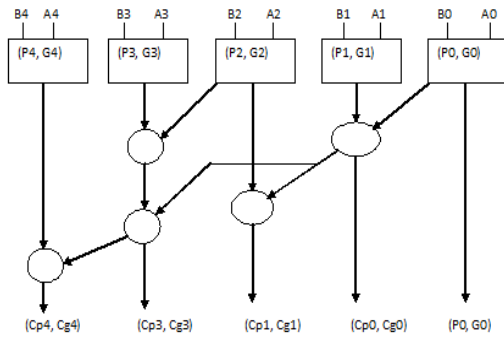 B4 A4 B3 A3 B2 A2 B1 A1 B0 A0
(P4, G4) (P3, G3) (P2, G2) (P1, G1) (P0, G0)
(Cp4, Cg4) (Cp3, Cg3) (Cp1, Cg1) (Cp0, Cg0) (P0, G0)